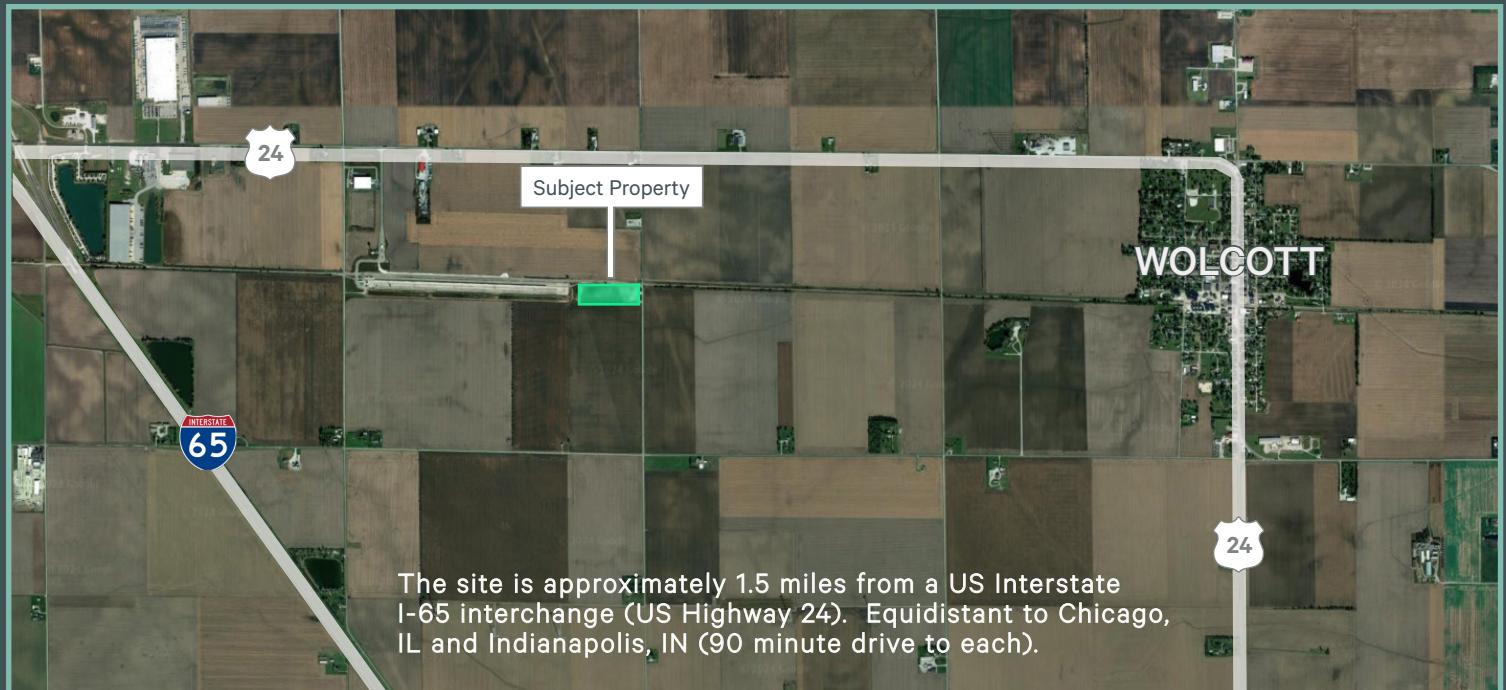 24
Subject Property
WOLCOTT
INTERSTATE
65
24
The site is approximately 1.5 miles from a US Interstate
I-65 interchange (US Highway 24). Equidistant to Chicago,
IL and Indianapolis, IN (90 minute drive to each).